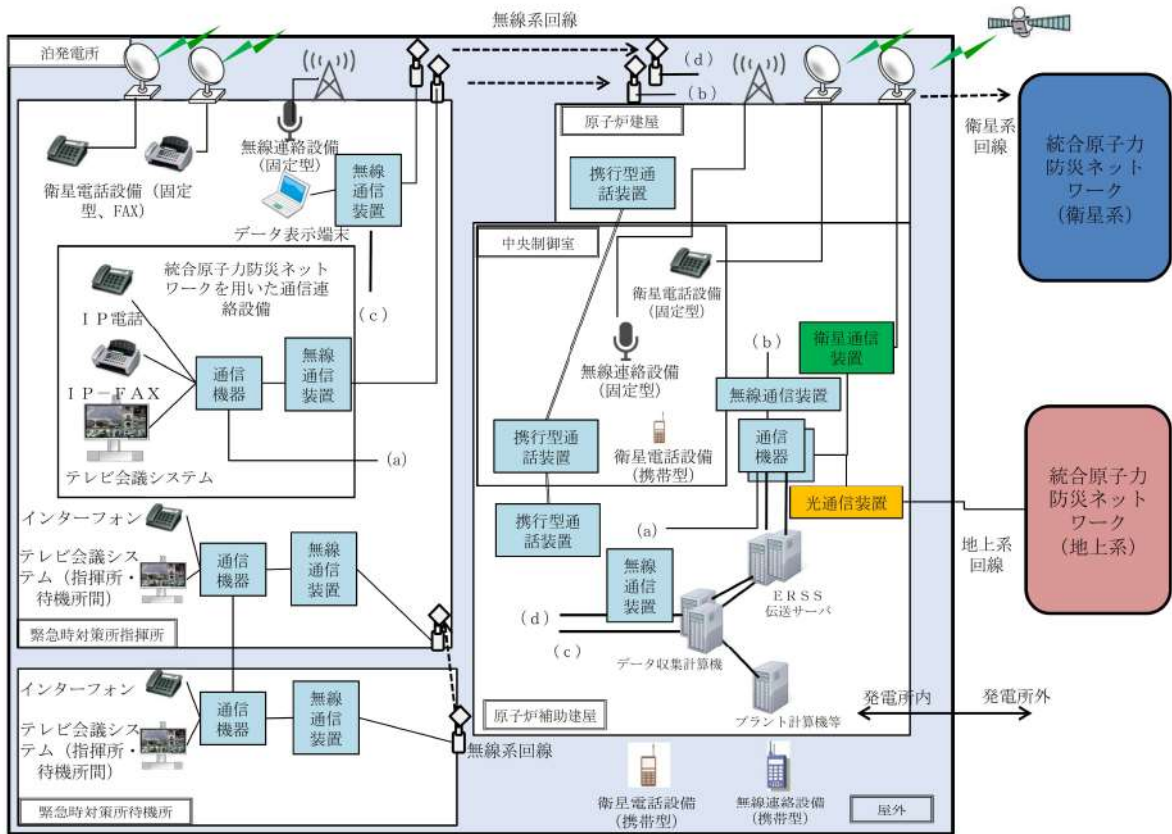 無線系回線
泊発電所
(d)
(b)
原子炉建屋
衛星系
回線
統合原子力
防災ネット
ワーク
(衛星系)
衛星電話設備(固定
型、FAX)
無線連絡設備
(固定型)
データ表示端末
無線
通信
装置
(c)
携行型通
話装置
中央制御室
衛星電話設備
(固定型)
無線連絡設備
(固定型)
衛星電話設備
(携帯型)
携行型通
話装置
携行型通
話装置
(b)
衛星通信
装置
無線通信装置
通信
機器
光通信装置
統合原子力防災ネット
ワークを用いた通信連
絡設備
IP電話
IP-FAX
テレビ会議システム
通信
機器
無線
通信
装置
(a)
(a)
地上系
回線
統合原子力
防災ネット
ワーク
(地上系)
インターフォン
テレビ会議シス
テム(指揮所・
待機所間)
通信
機器
無線
通信
装置
緊急時対策所指揮所
無線
通信
装置
(d)
(c)
ERSS
伝送サーバ
データ収集計算機
プラント計算機等
原子炉補助建屋
発電所内
発電所外
インターフォン
テレビ会議シス
テム(指揮所・
待機所間)
通信
機器
無線
通信
装置
無線系回線
緊急時対策所待機所
衛星電話設備
(携帯型)
無線連絡設備
(携帯型)
屋外